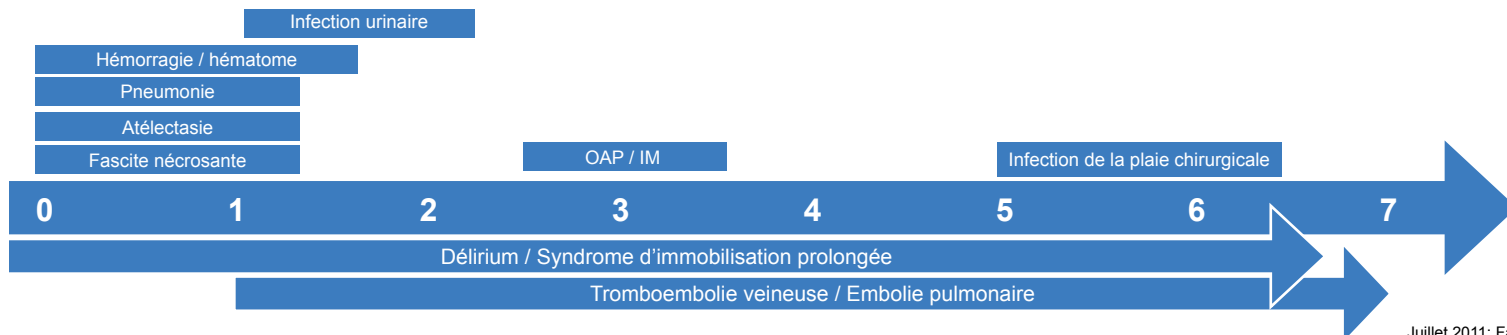 Infection urinaire
Hémorragie / hématome
Pneumonie
Atélectasie
Fascite nécrosante
OAP / IM
Infection de la plaie chirurgicale
0 1 2 3 4 5 6 7
Délirium / Syndrome d’immobilisation prolongée
Tromboembolie veineuse / Embolie pulmonaire
Juillet 2011; F